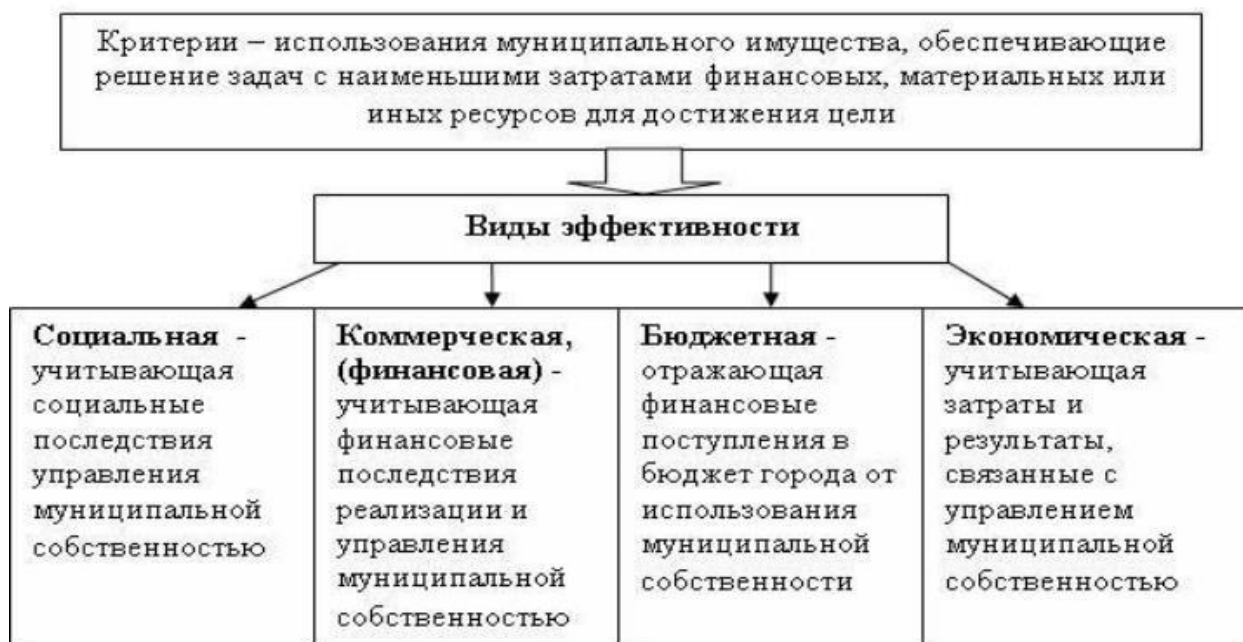 Критерии – использования муниципального имущества, обеспечивающие
решение задач с наименьшими затратами финансовых, материальных или
иных ресурсов для достижения цели
Виды эффективности
Социальная -
учитывающая
социальные
последствия
управления
муниципальной
собственностью
Коммерческая,
(финансовая) -
учитывающая
финансовые
последствия
реализации и
управления
муниципальной
собственностью
Бюджетная -
отражающая
финансовые
поступления в
бюджет города от
использования
муниципальной
собственности
Экономическая -
учитывающая
затраты и
результаты,
связанные с
управлением
муниципальной
собственностью